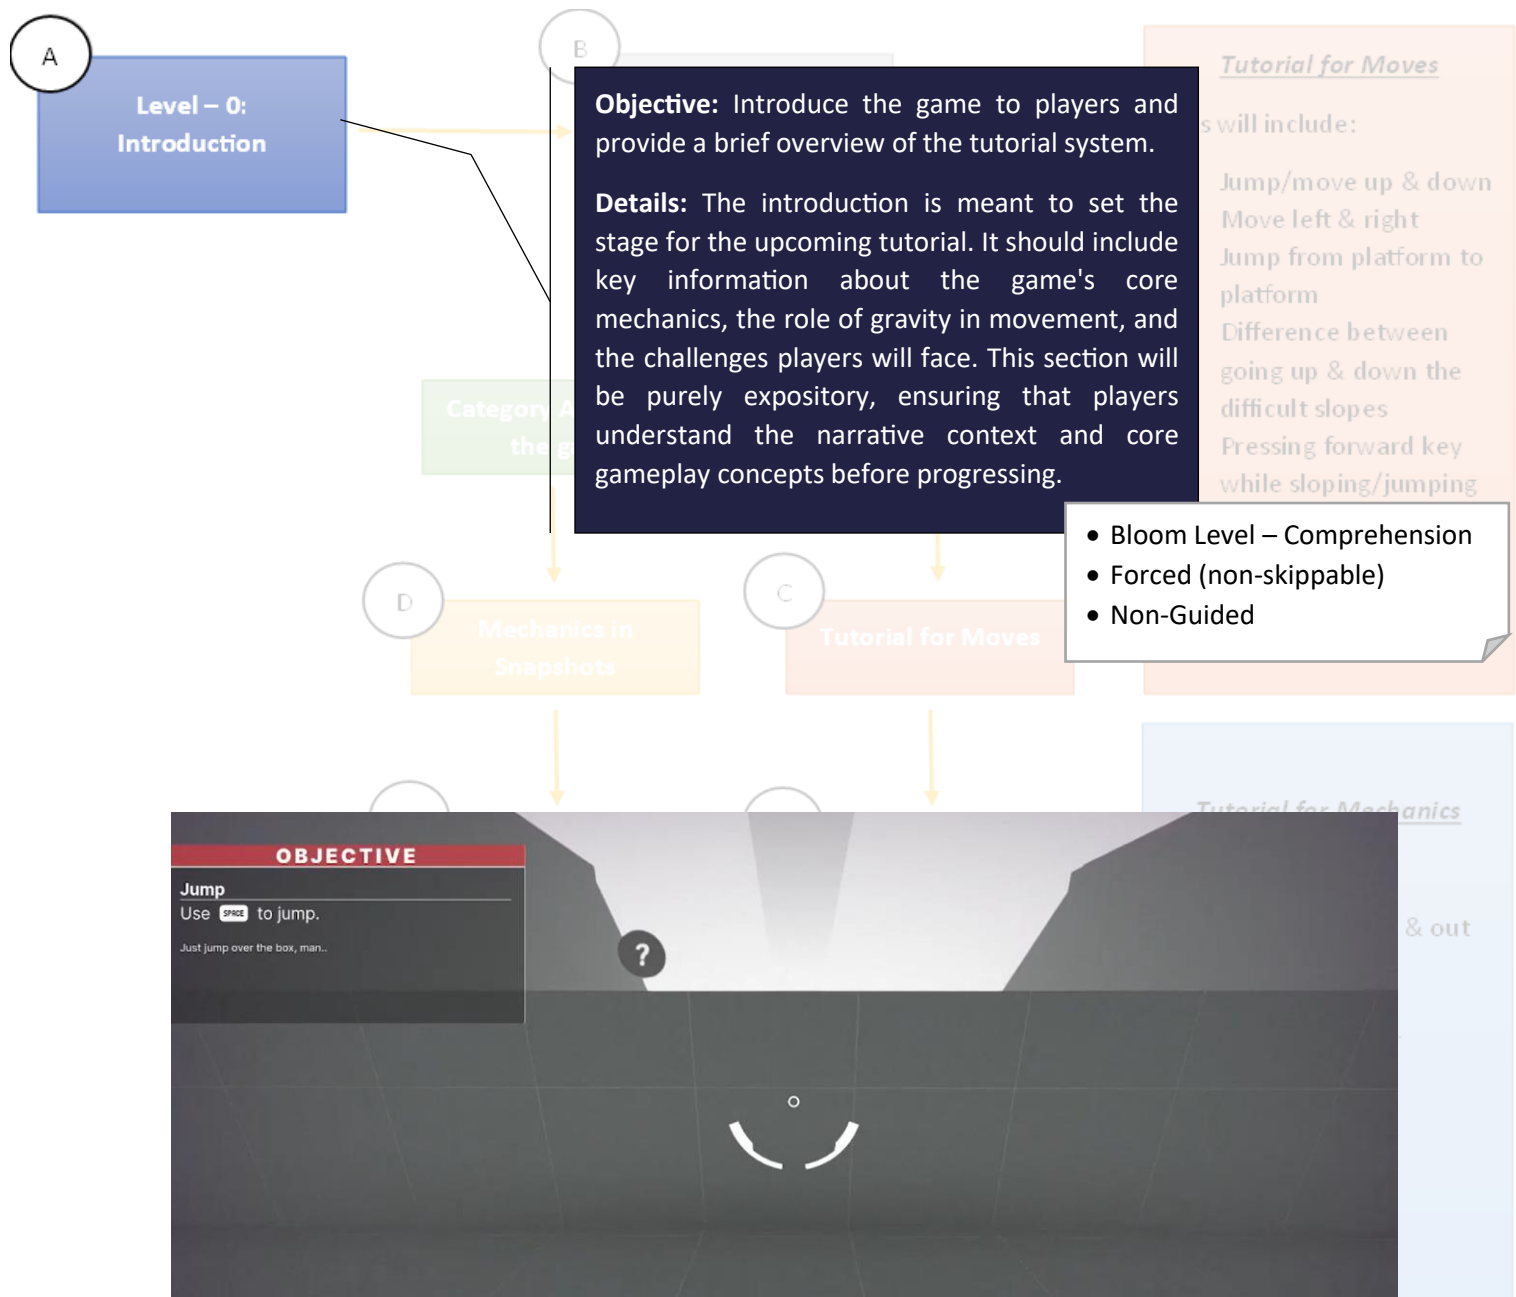 A
Level – 0:
Introduction
B
Objective: Introduce the game to players and
provide a brief overview of the tutorial system.
Details: The introduction is meant to set the
stage for the upcoming tutorial. It should include
key information about the game's core
mechanics, the role of gravity in movement, and
the challenges players will face. This section will
be purely expository, ensuring that players
understand the narrative context and core
gameplay concepts before progressing.
Tutorial for Moves
will include:
Jump/move up & down
Move left & right
Jump from platform to
platform
Difference between
going up & down the
difficult slopes
Pressing forward key
while sloping/jumping
• Bloom Level – Comprehension
• Forced (non-skippable)
• Non-Guided
Category
the
D
Mechanics in
Snapshots
C
Tutorial for Moves
Tutorial for Mechanics
& out
OBJECTIVE
Jump
Use SPACE to jump.
Just jump over the box, man..
?